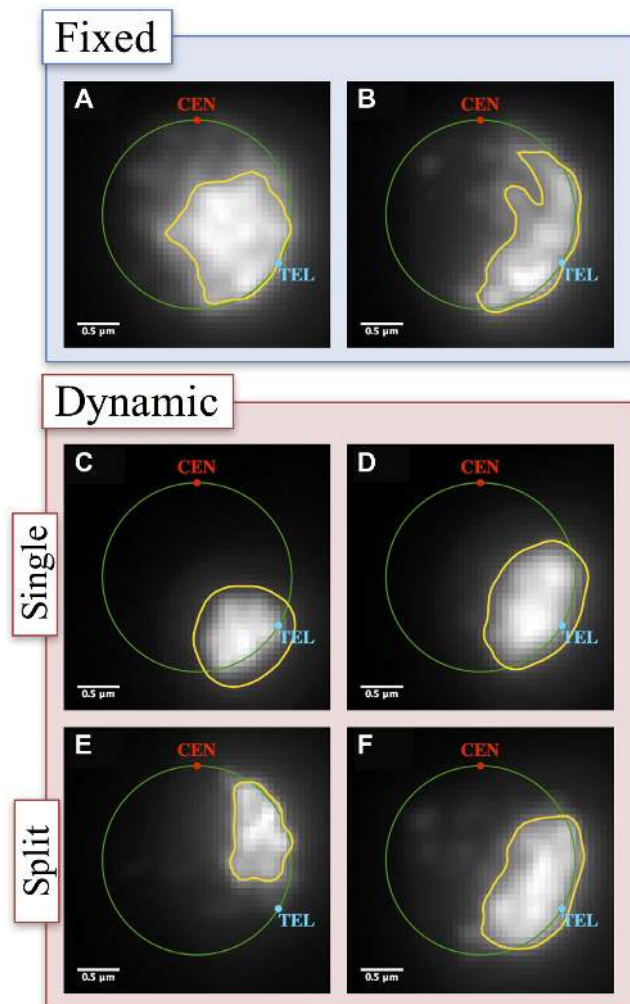 Fixed
A
CEN
TEL
0.5 µm
B
CEN
TEL
0.5 µm
Dynamic
Single
C
CEN
TEL
0.5 µm
D
CEN
TEL
0.5 µm
Split
E
CEN
TEL
0.5 µm
F
CEN
TEL
0.5 µm